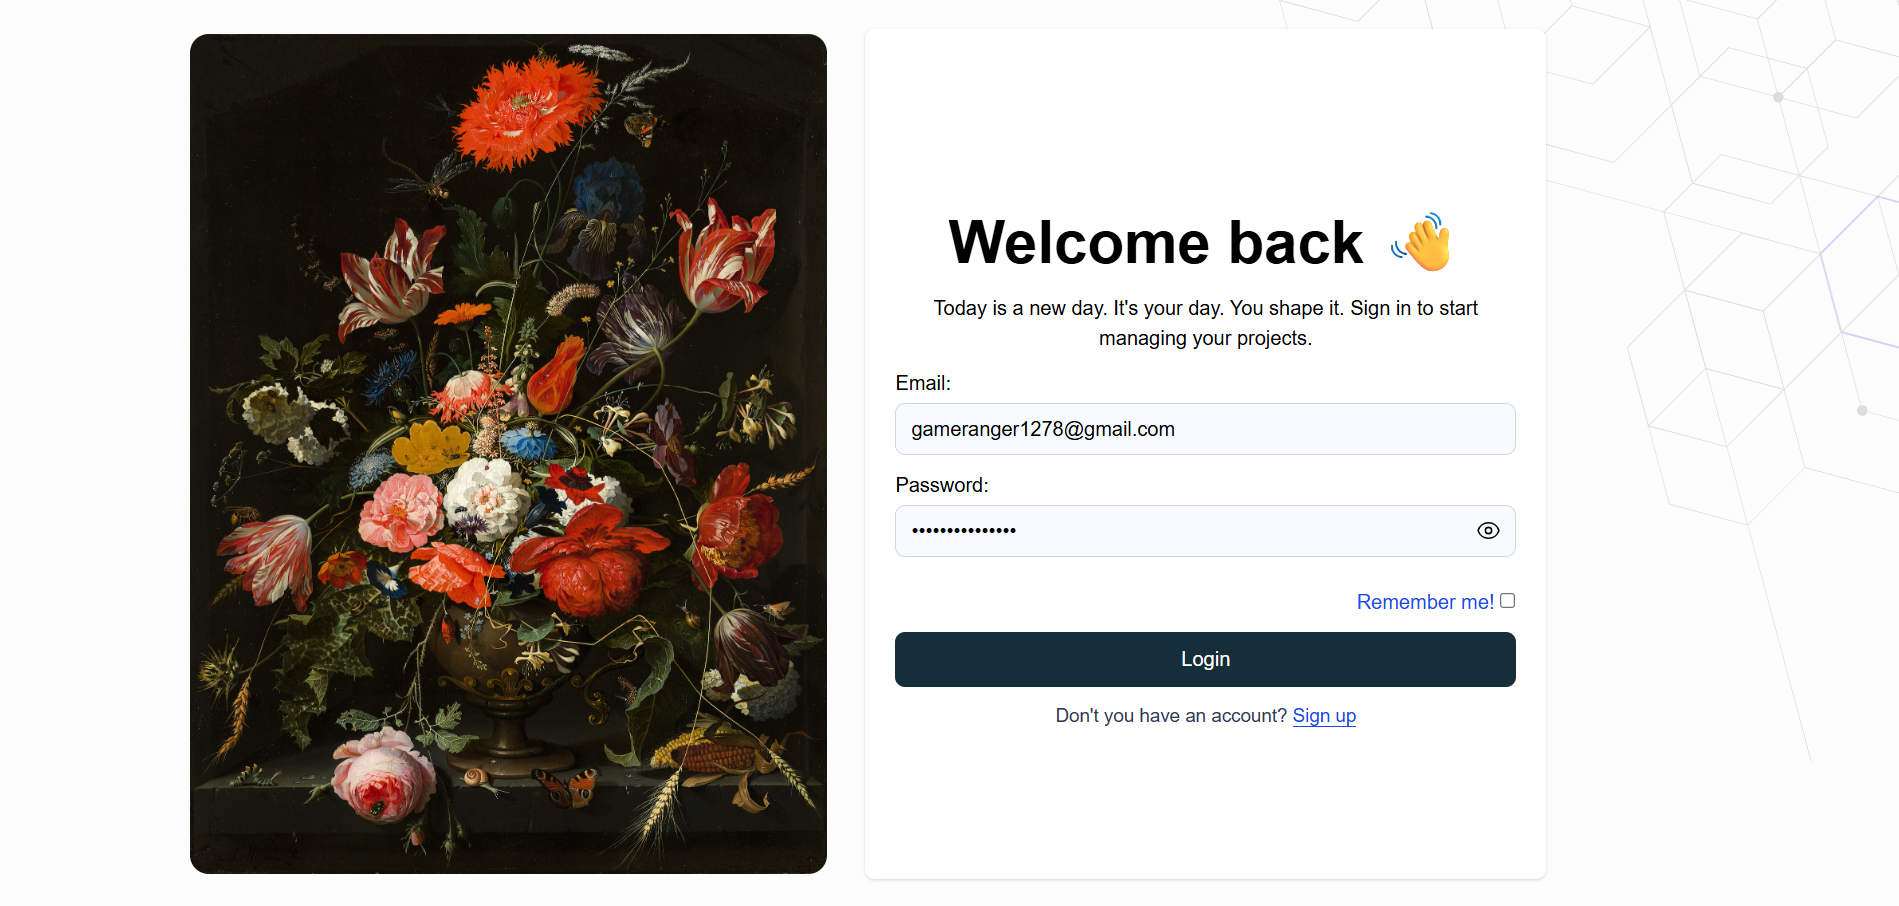 Welcome back 👋
Today is a new day. It's your day. You shape it. Sign in to start
managing your projects.
Email:
gameranger1278@gmail.com
Password:
•••••••••••••••
Remember me!
Login
Don't you have an account? Sign up